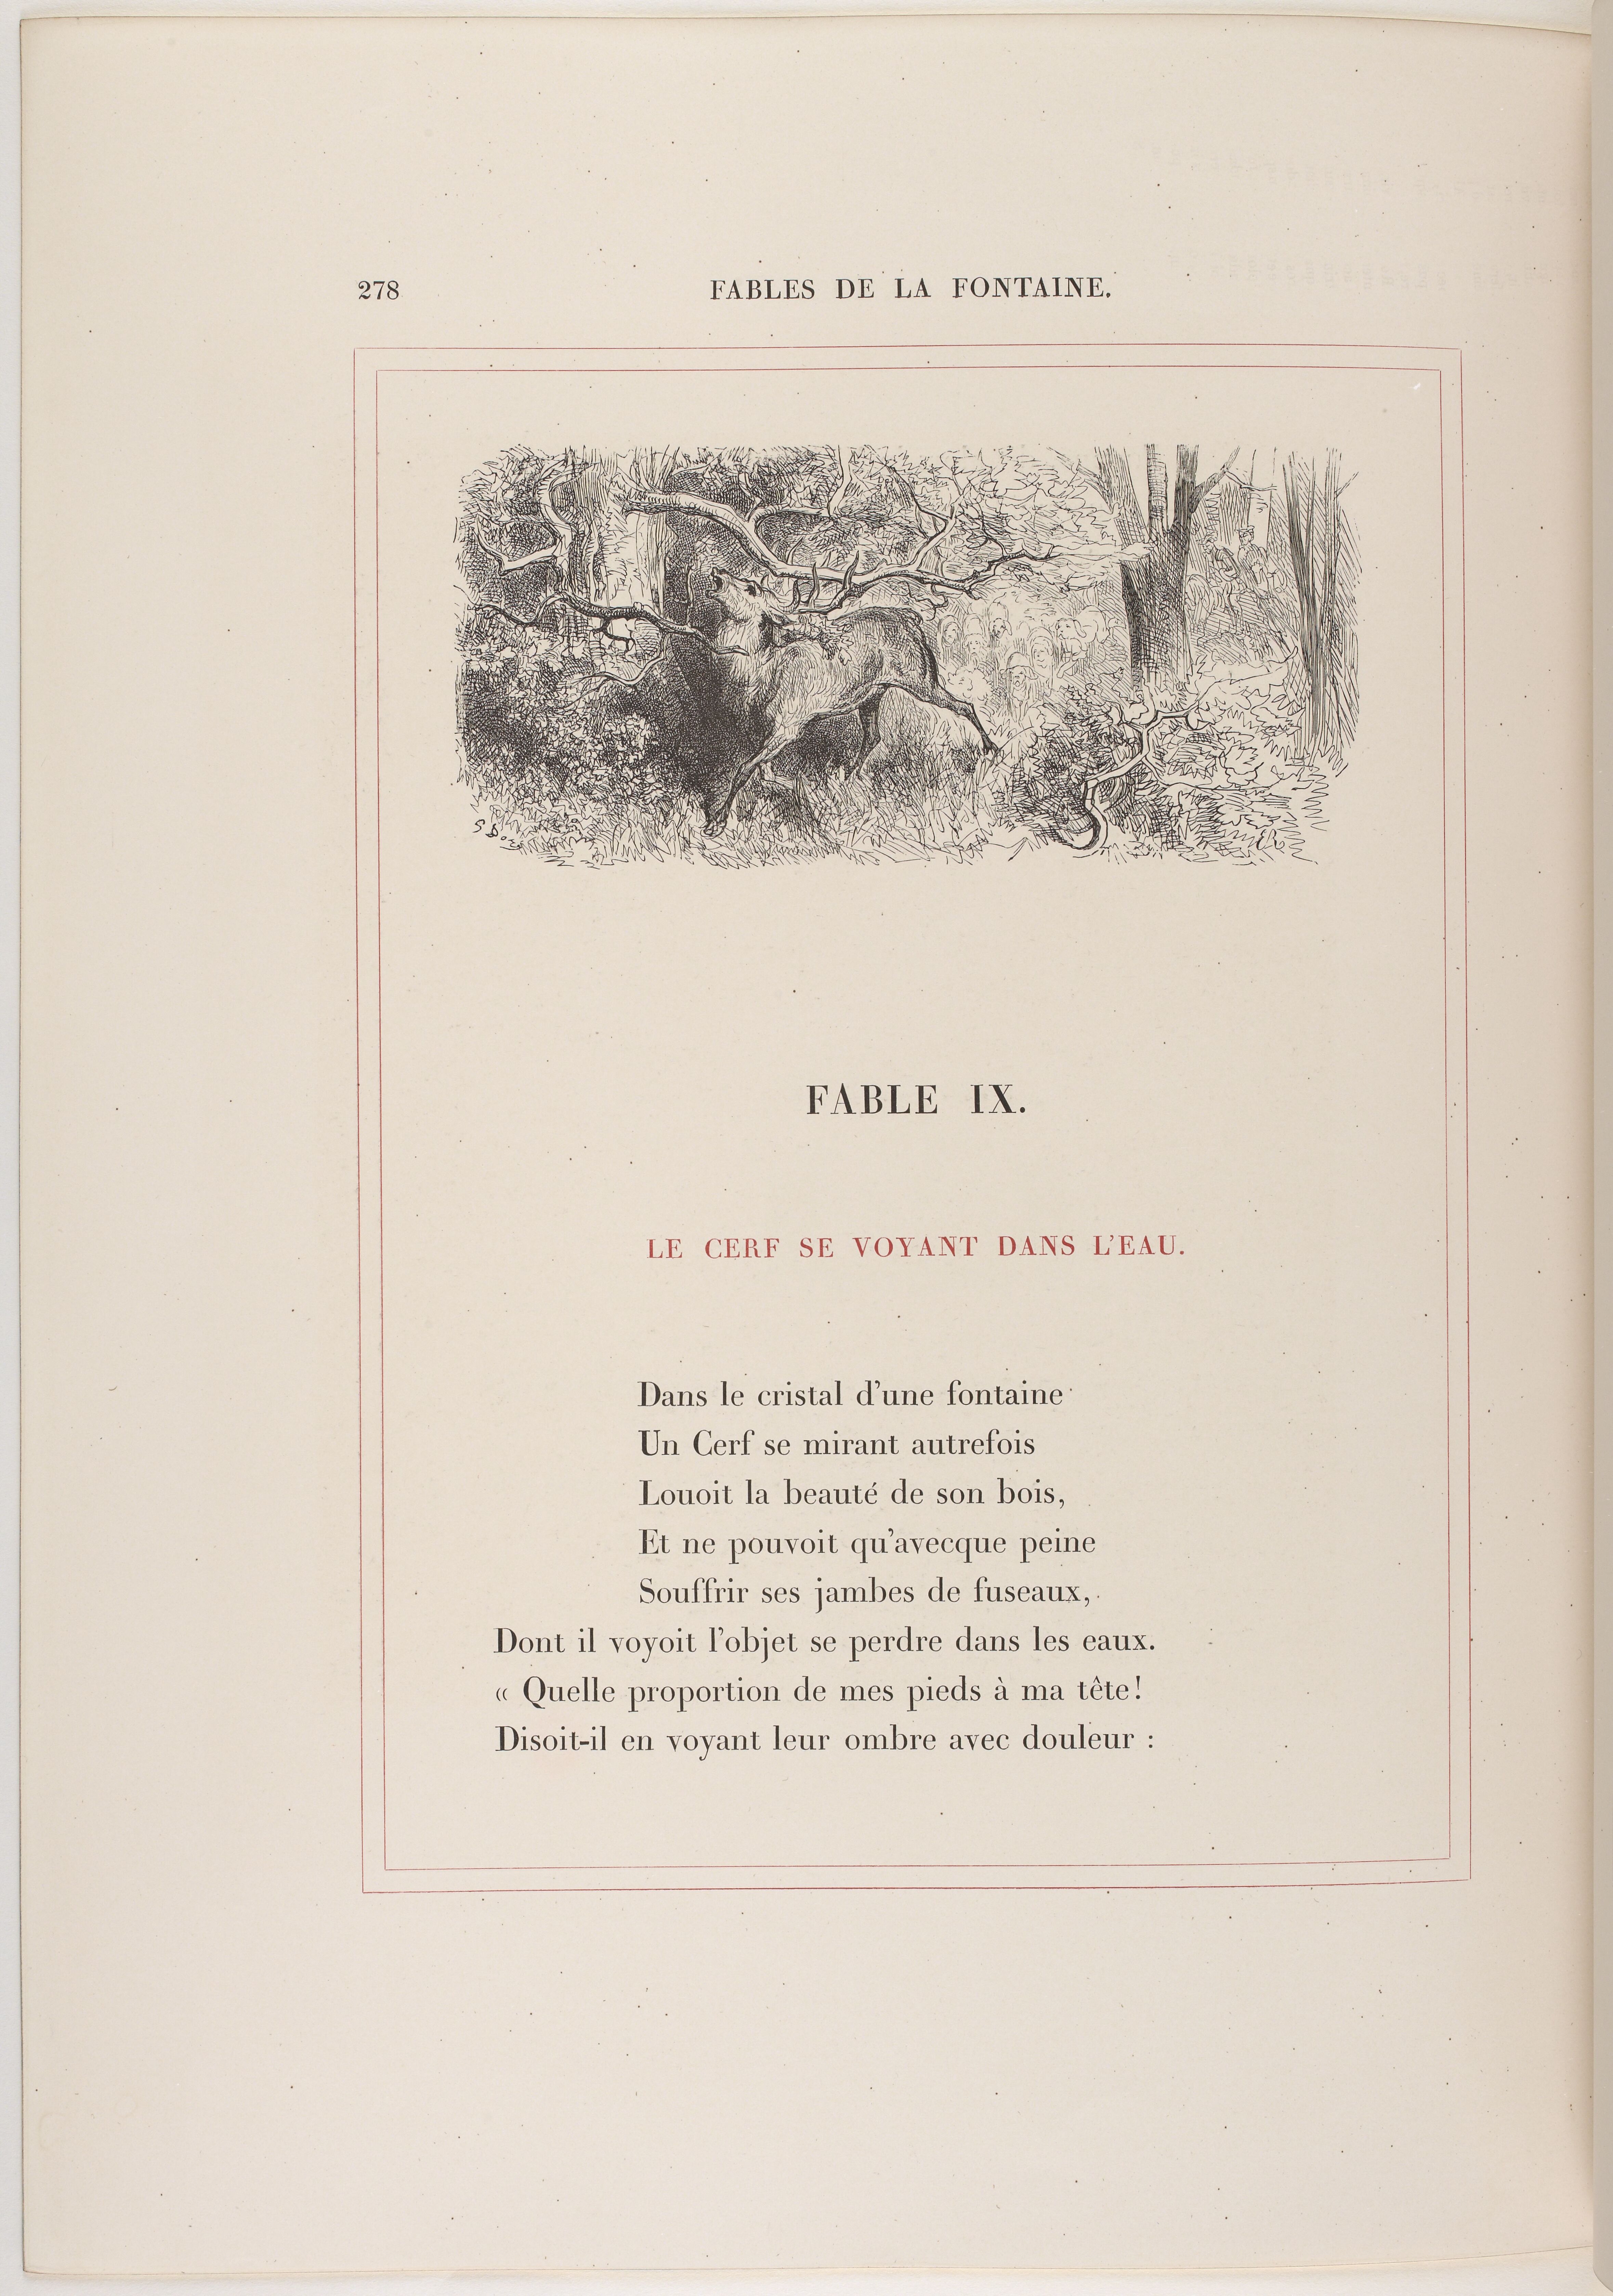 278
FABLES DE LA FONTAINE.
G Doré
FABLE IX.
LE CERF SE VOYANT DANS L'EAU.
Dans le cristal d'une fontaine
Un Cerf se mirant autrefois
Louoit la beauté de son bois,
Et ne pouvoit qu'avecque peine
Souffrir ses jambes de fuseaux,
Dont il voyoit l'objet se perdre dans les eaux.
« Quelle proportion de mes pieds à ma tête!
Disoit-il en voyant leur ombre avec douleur :